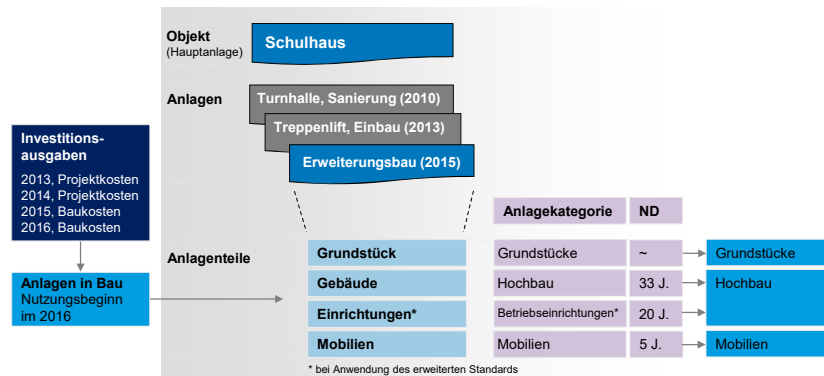 Objekt
(Hauptanlage)
Schulhaus
Anlagen
Turnhalle, Sanierung (2010)
Treppenlift, Einbau (2013)
Erweiterungsbau (2015)
Investitions-
ausgaben
2013, Projektkosten
2014, Projektkosten
2015, Baukosten
2016, Baukosten
Anlagekategorie ND
Anlagenteile
Grundstück Grundstücke ~ Grundstücke
Gebäude Hochbau 33 J. Hochbau
Einrichtungen* Betriebseinrichtungen* 20 J.
Mobilien Mobilien 5 J. Mobilien
Anlagen in Bau
Nutzungsbeginn
im 2016
* bei Anwendung des erweiterten Standards